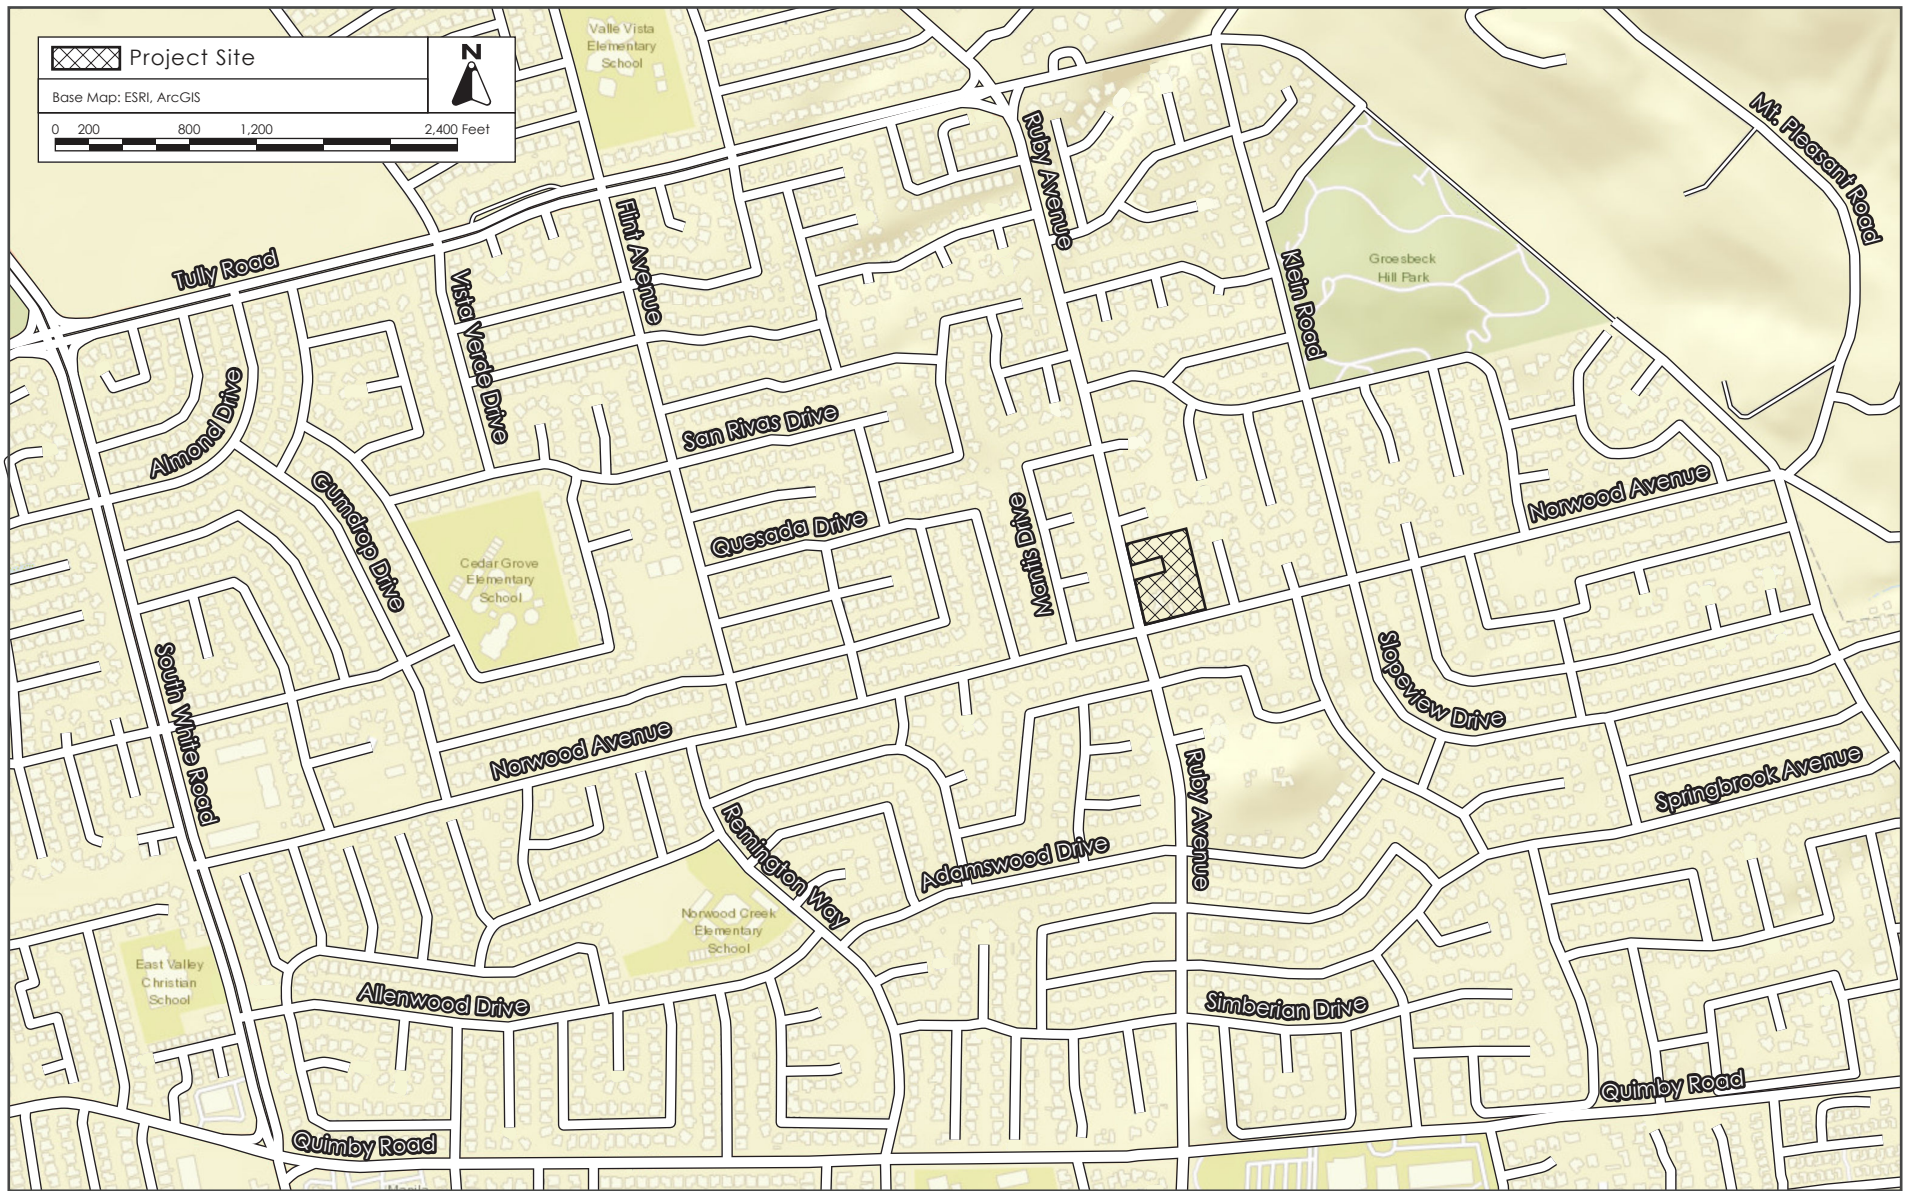 Project Site
N
Base Map: ESRI, ArcGIS
0 200 800 1,200 2,400 Feet
Valle Vista
Elementary
School
Mt. Pleasant Road
Ruby Avenue
Flint Avenue
Tully Road
Vista Verde Drive
Klein Road
Groesbeck
Hill Park
Almond Drive
San Rivas Drive
Gumdrop Drive
Quesada Drive
Mantis Drive
Norwood Avenue
Cedar Grove
Elementary
School
South White Road
Slopeview Drive
Norwood Avenue
Ruby Avenue
Springbrook Avenue
Remington Way
Adamswood Drive
Norwood Creek
Elementary
School
East Valley
Christian
School
Allenwood Drive
Simberian Drive
Quimby Road
Quimby Road